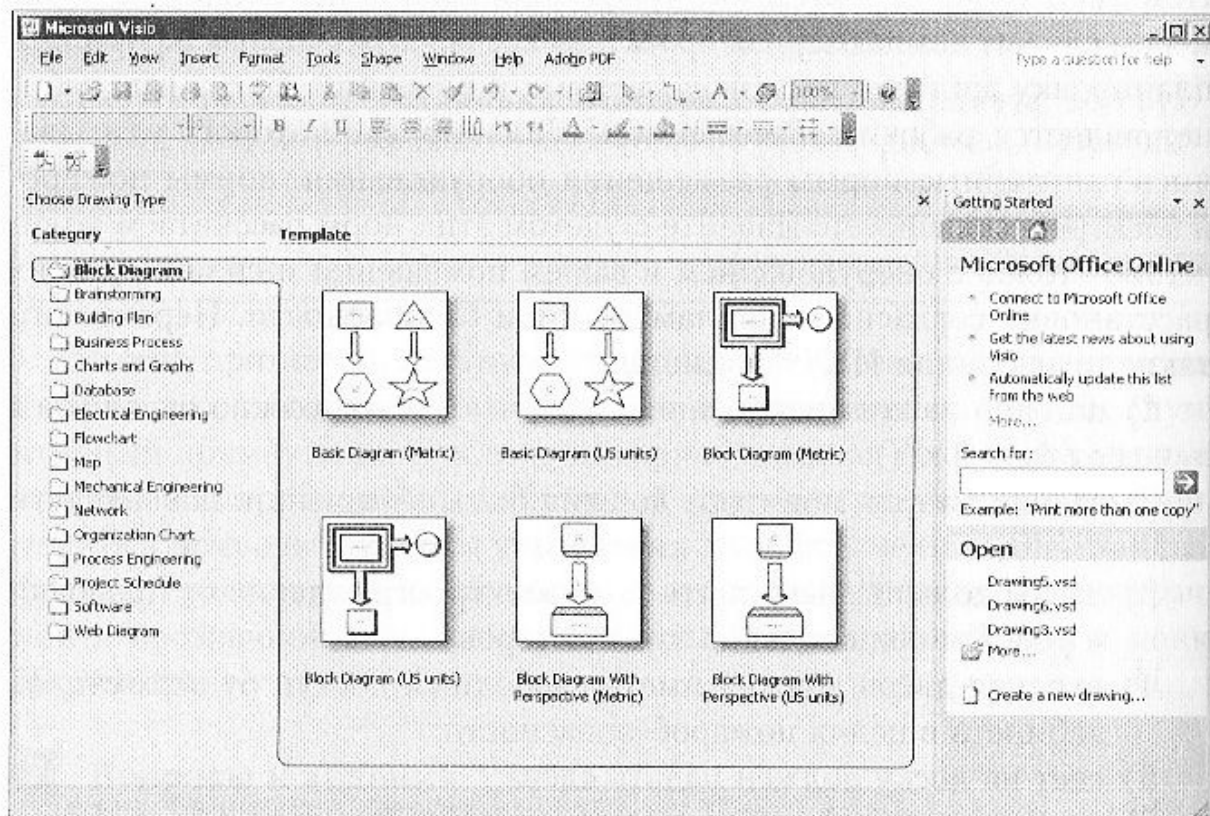 Microsoft Visio
File Edit View Insert Format Tools Shape Window Help Adobe PDF
Type a question for help
100%
B I U
Choose Drawing Type
Getting Started
Category
Template
Block Diagram
Brainstorming
Building Plan
Business Process
Charts and Graphs
Database
Electrical Engineering
Flowchart
Map
Mechanical Engineering
Network
Organization Chart
Process Engineering
Project Schedule
Software
Web Diagram
Basic Diagram (Metric)
Basic Diagram (US units)
Block Diagram (Metric)
Block Diagram (US units)
Block Diagram With
Perspective (Metric)
Block Diagram With
Perspective (US units)
Microsoft Office Online
Connect to Microsoft Office
Online
Get the latest news about using
Visio
Automatically update this list
from the web
More...
Search for:
Example: "Print more than one copy"
Open
Drawing5.vsd
Drawing6.vsd
Drawing3.vsd
More...
Create a new drawing...